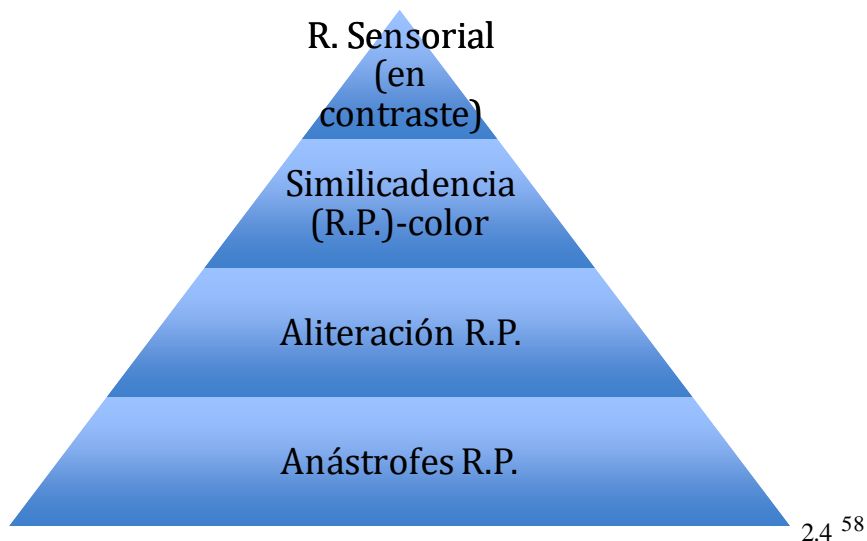 R. Sensorial
(en
contraste)
Similicadencia
(R.P.)-color
Aliteración R.P.
Anástrofes R.P.
2.4 58